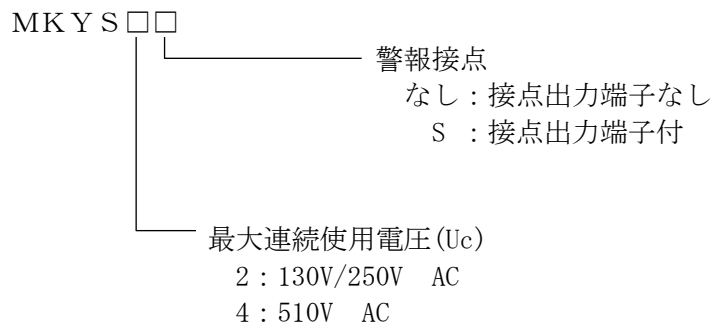 MKYS□□
警報接点
なし：接点出力端子なし
S ：接点出力端子付
最大連続使用電圧(Uc)
2：130V/250V AC
4：510V AC